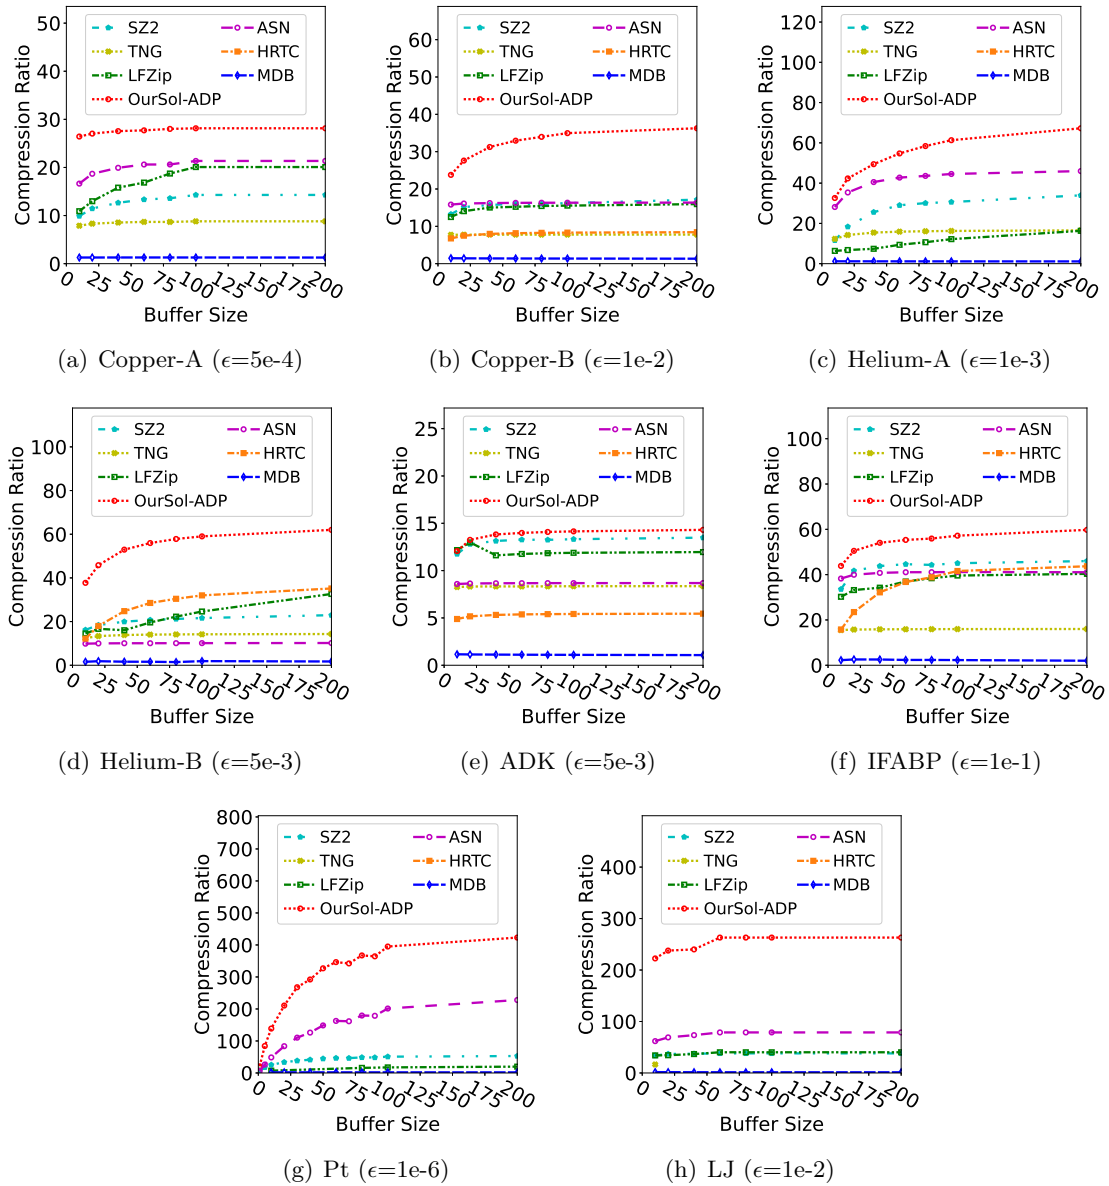 50
40
30
20
10
0
Compression Ratio
SZ2
TNG
LFZip
OurSol-ADP
ASN
HRTC
MDB
0 25 50 75 100 125 150 175 200
Buffer Size
(a) Copper-A (ϵ=5e-4)
60
50
40
30
20
10
0
Compression Ratio
SZ2
TNG
LFZip
OurSol-ADP
ASN
HRTC
MDB
0 25 50 75 100 125 150 175 200
Buffer Size
(b) Copper-B (ϵ=1e-2)
120
100
80
60
40
20
0
Compression Ratio
SZ2
TNG
LFZip
OurSol-ADP
ASN
HRTC
MDB
0 25 50 75 100 125 150 175 200
Buffer Size
(c) Helium-A (ϵ=1e-3)
100
80
60
40
20
0
Compression Ratio
SZ2
TNG
LFZip
OurSol-ADP
ASN
HRTC
MDB
0 25 50 75 100 125 150 175 200
Buffer Size
(d) Helium-B (ϵ=5e-3)
25
20
15
10
5
0
Compression Ratio
SZ2
TNG
LFZip
OurSol-ADP
ASN
HRTC
MDB
0 25 50 75 100 125 150 175 200
Buffer Size
(e) ADK (ϵ=5e-3)
100
80
60
40
20
0
Compression Ratio
SZ2
TNG
LFZip
OurSol-ADP
ASN
HRTC
MDB
0 25 50 75 100 125 150 175 200
Buffer Size
(f) IFABP (ϵ=1e-1)
800
700
600
500
400
300
200
100
0
Compression Ratio
SZ2
TNG
LFZip
OurSol-ADP
ASN
HRTC
MDB
0 25 50 75 100 125 150 175 200
Buffer Size
(g) Pt (ϵ=1e-6)
400
300
200
100
0
Compression Ratio
SZ2
TNG
LFZip
OurSol-ADP
ASN
HRTC
MDB
0 25 50 75 100 125 150 175 200
Buffer Size
(h) LJ (ϵ=1e-2)